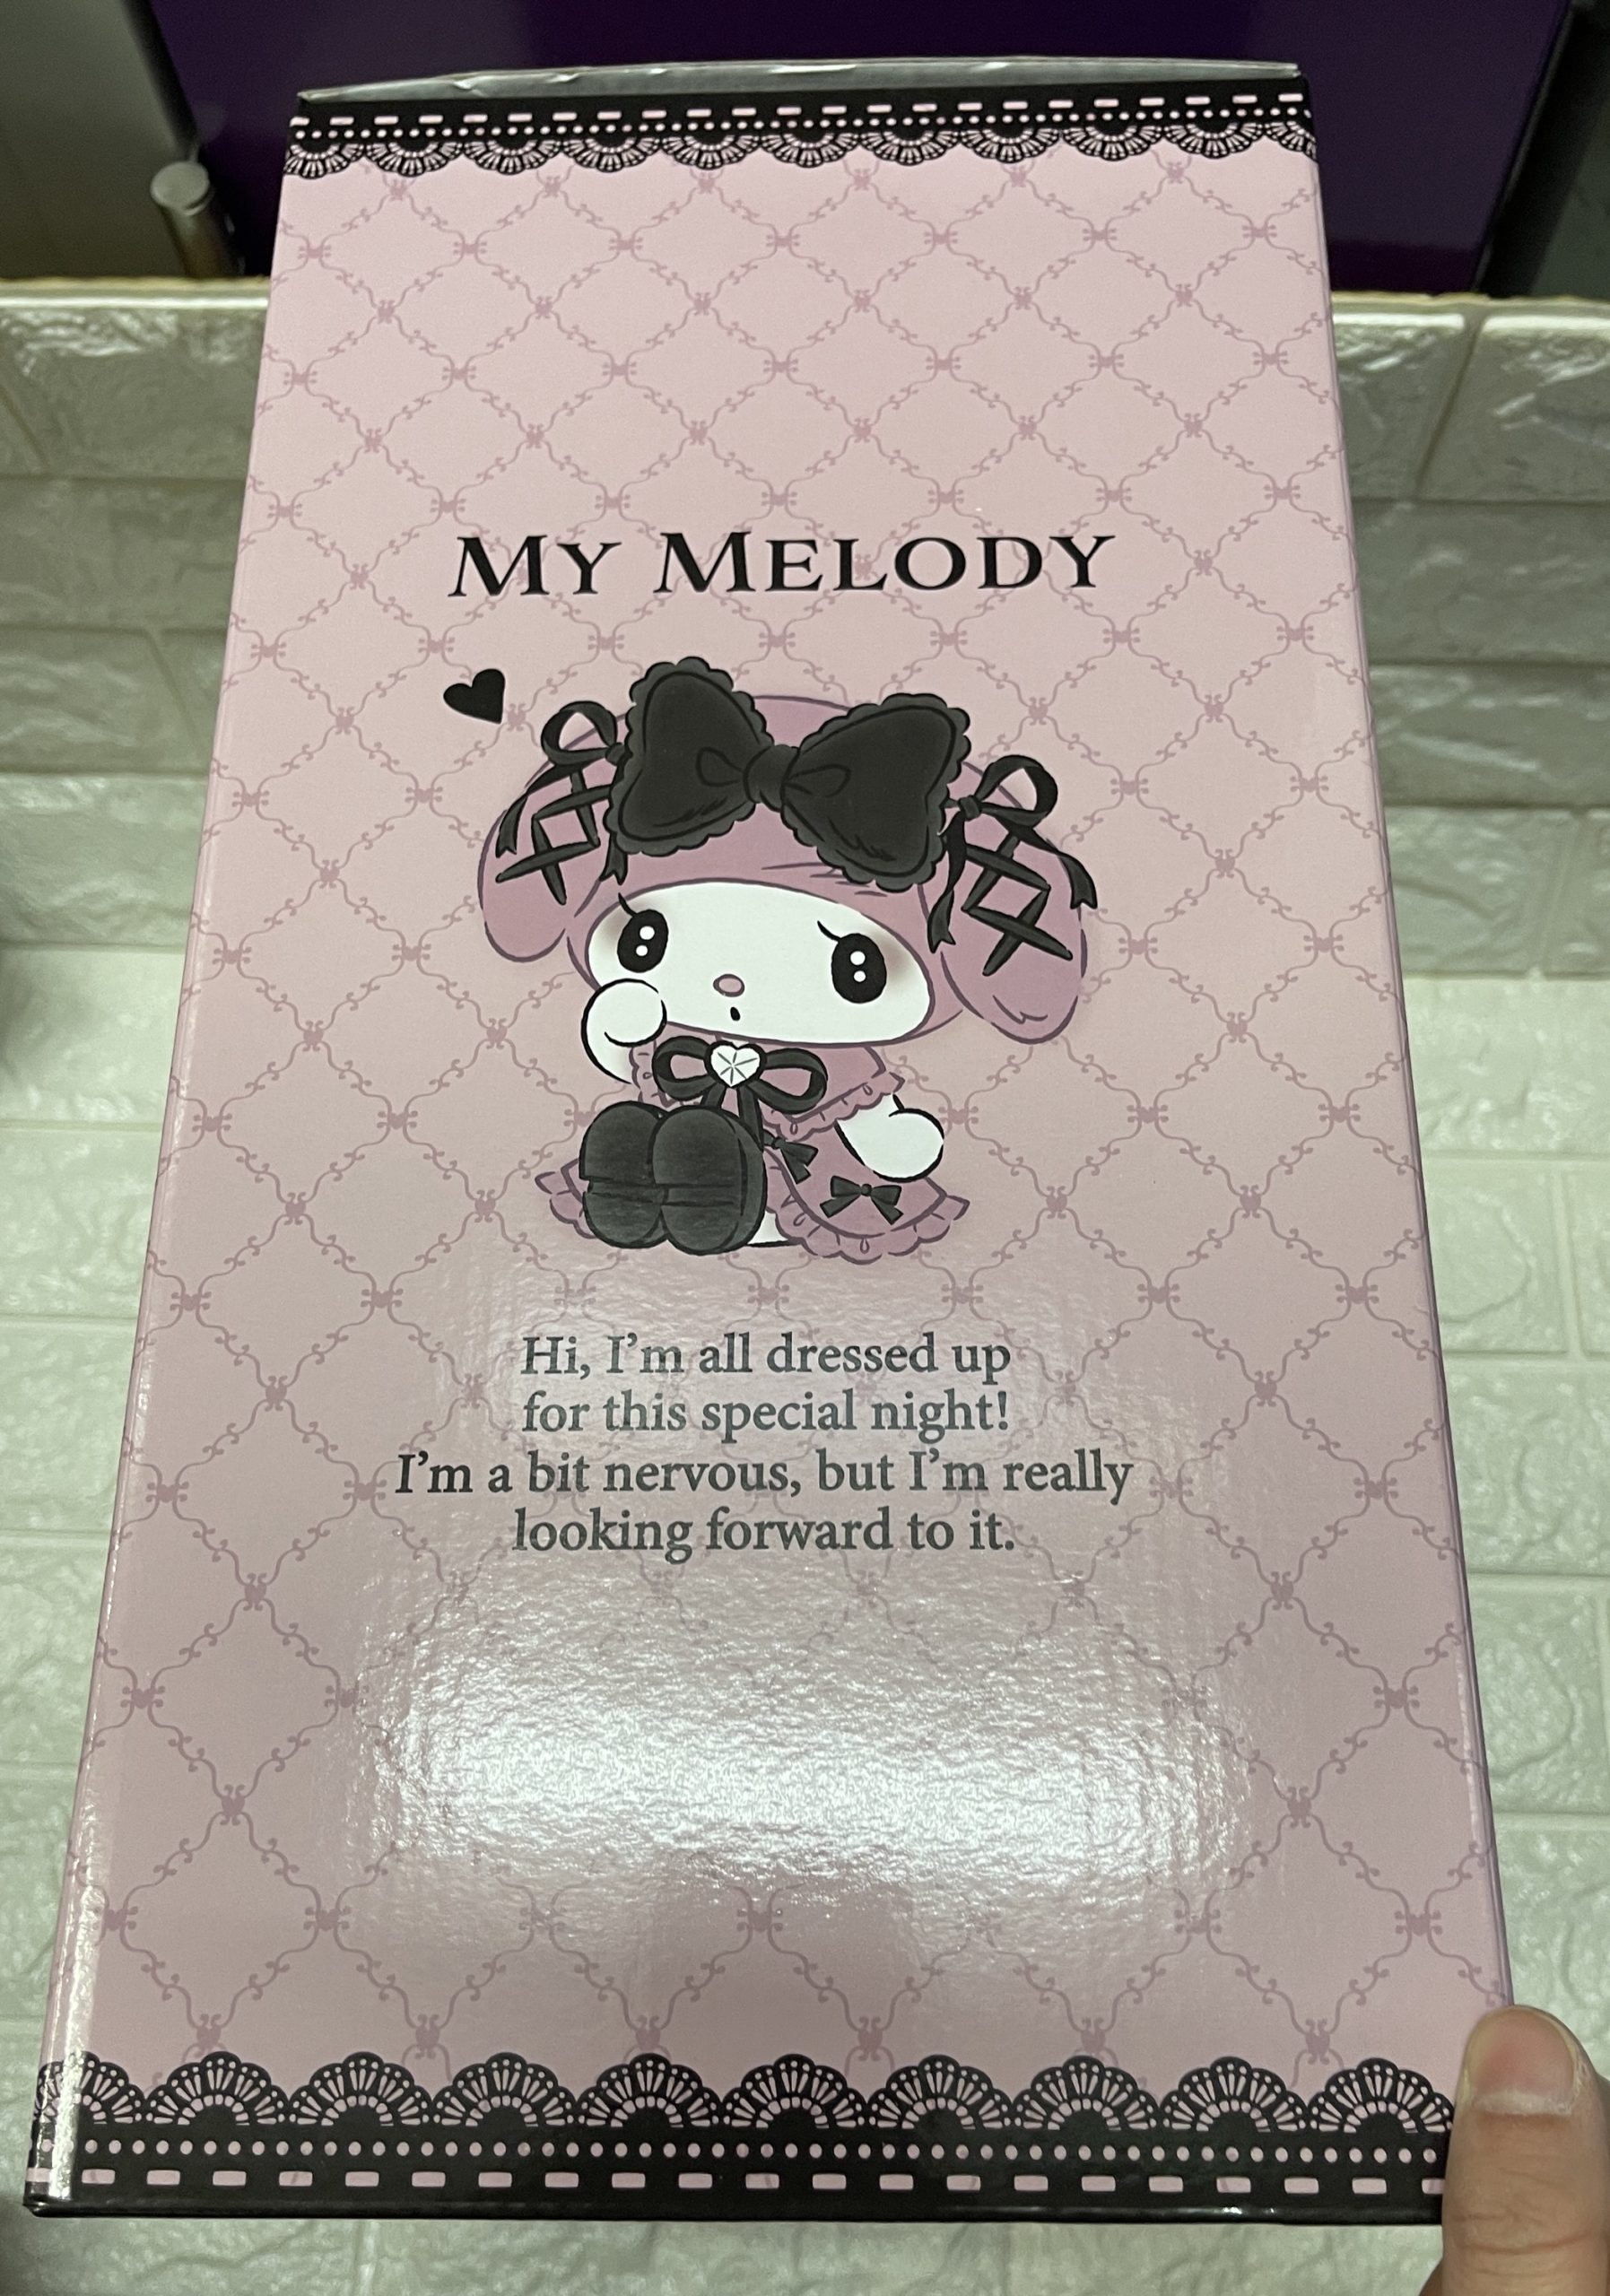 MY MELODY
Hi, I'm all dressed up
for this special night!
I'm a bit nervous, but I'm really
looking forward to it.